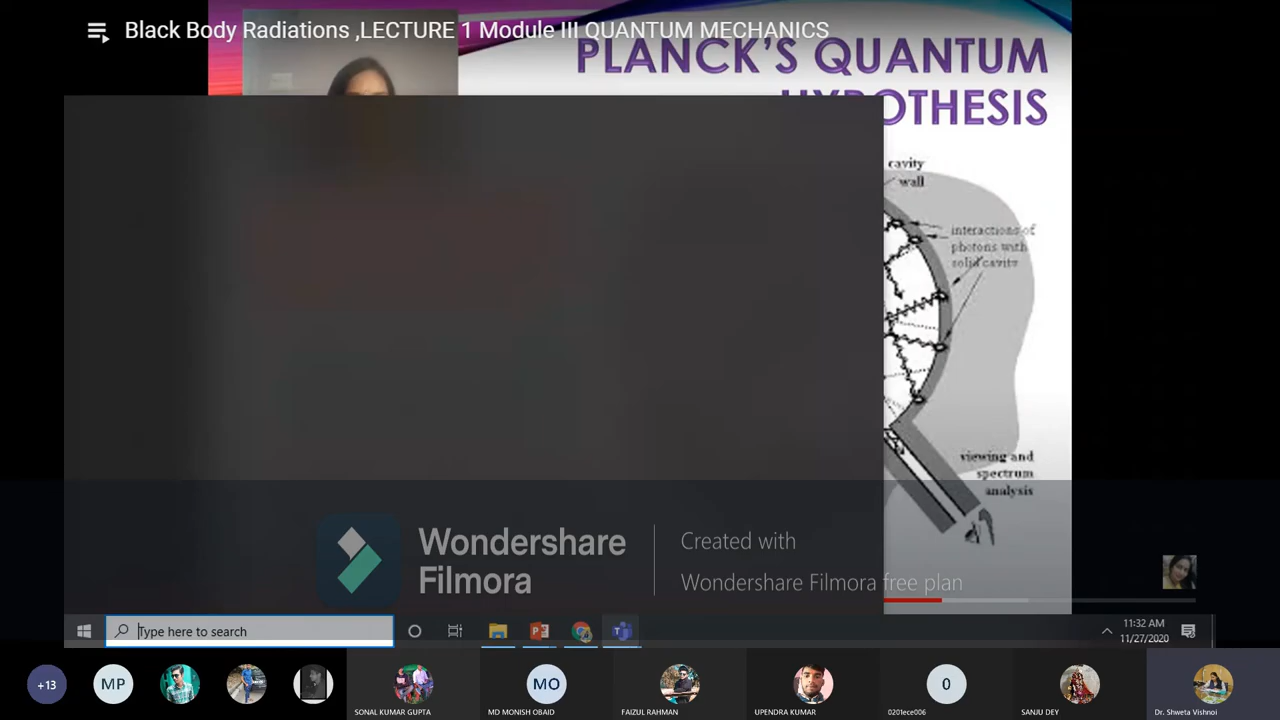 Black Body Radiations ,LECTURE 1 Module III QUANTUM MECHANICS
PLANCK'S QUANTUM
HYPOTHESIS
cavity
wall
interactions of
photons with
solid cavity
viewing and
spectrum
analysis
Wondershare
Filmora
Created with
Wondershare Filmora free plan
Type here to search
11:32 AM
11/27/2020
+13
MP
SONAL KUMAR GUPTA
MO
MD MONISH OBAID
FAIZUL RAHMAN
UPENDRA KUMAR
0
0201ece006
SANJU DEY
Dr. Shweta Vishnoi